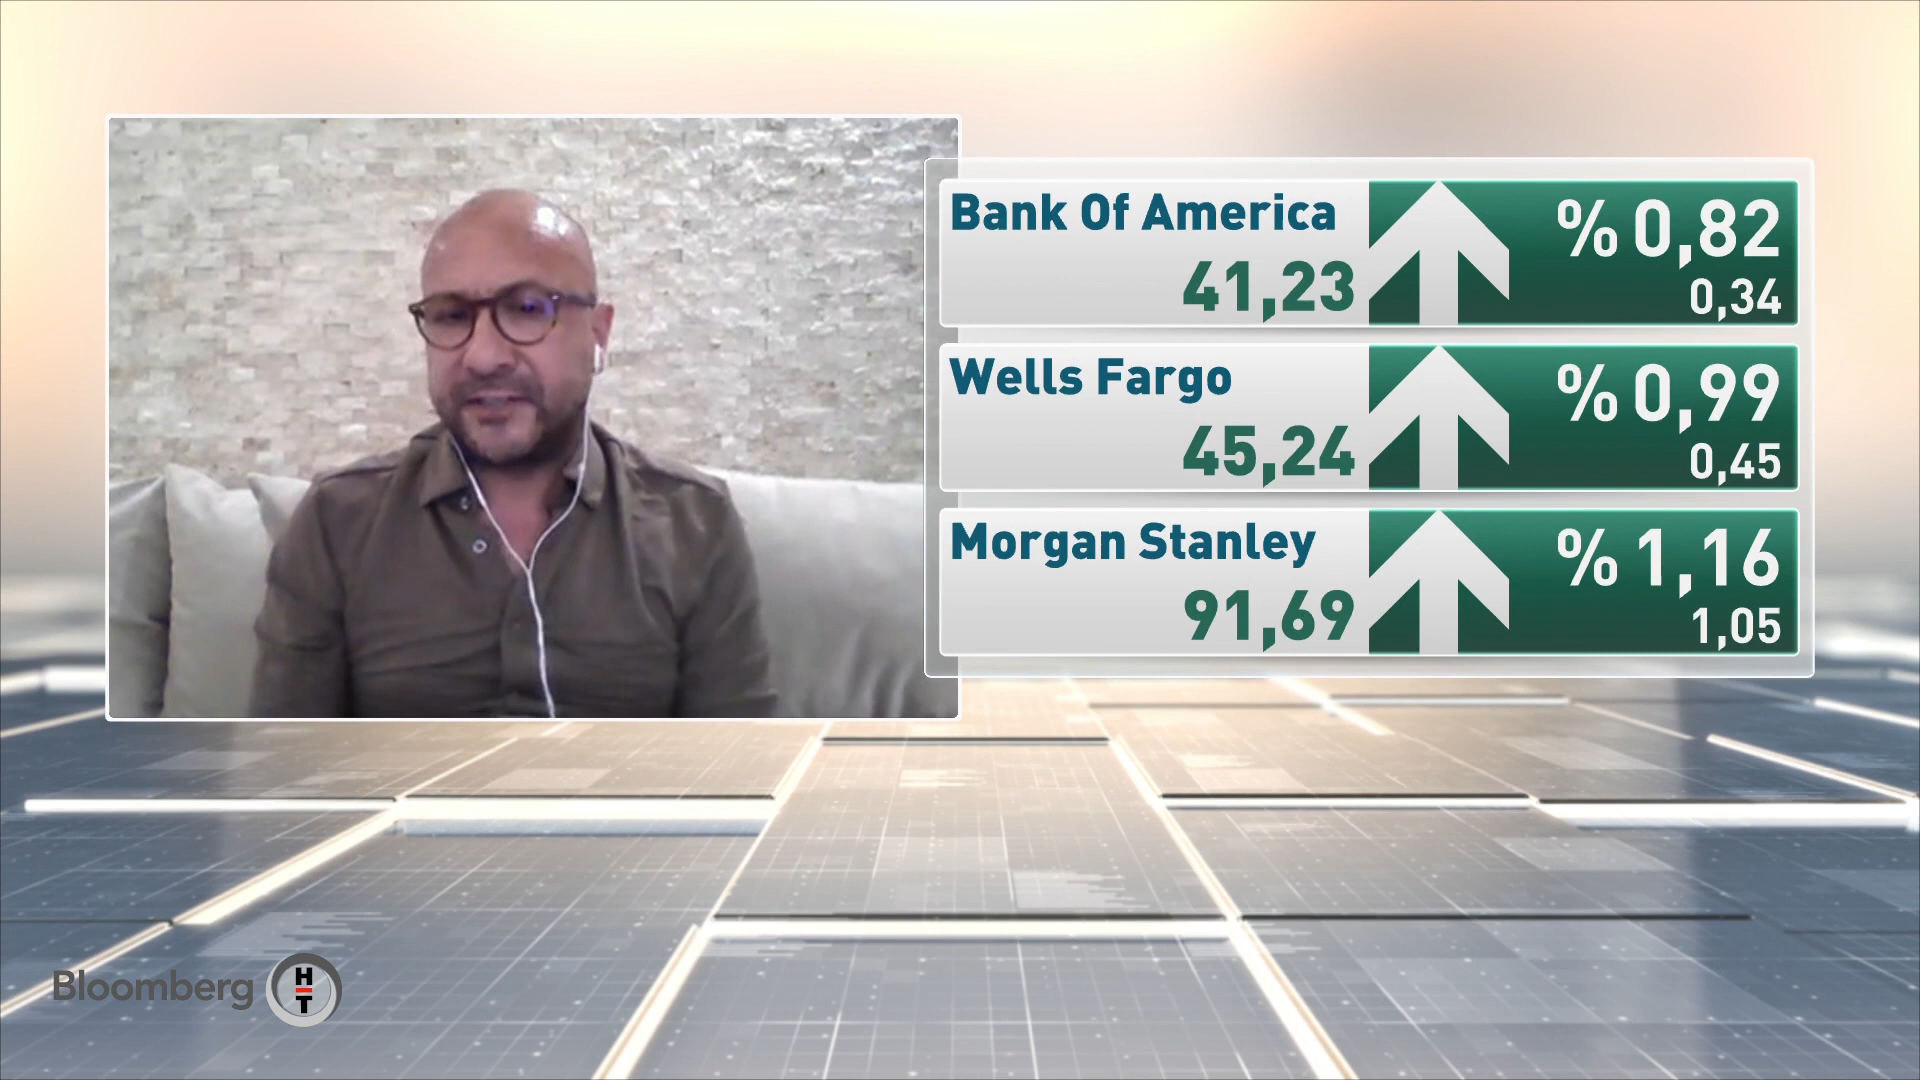 Bank Of America
41,23
% 0,82
0,34
Wells Fargo
45,24
% 0,99
0,45
Morgan Stanley
91,69
% 1,16
1,05
Bloomberg HT